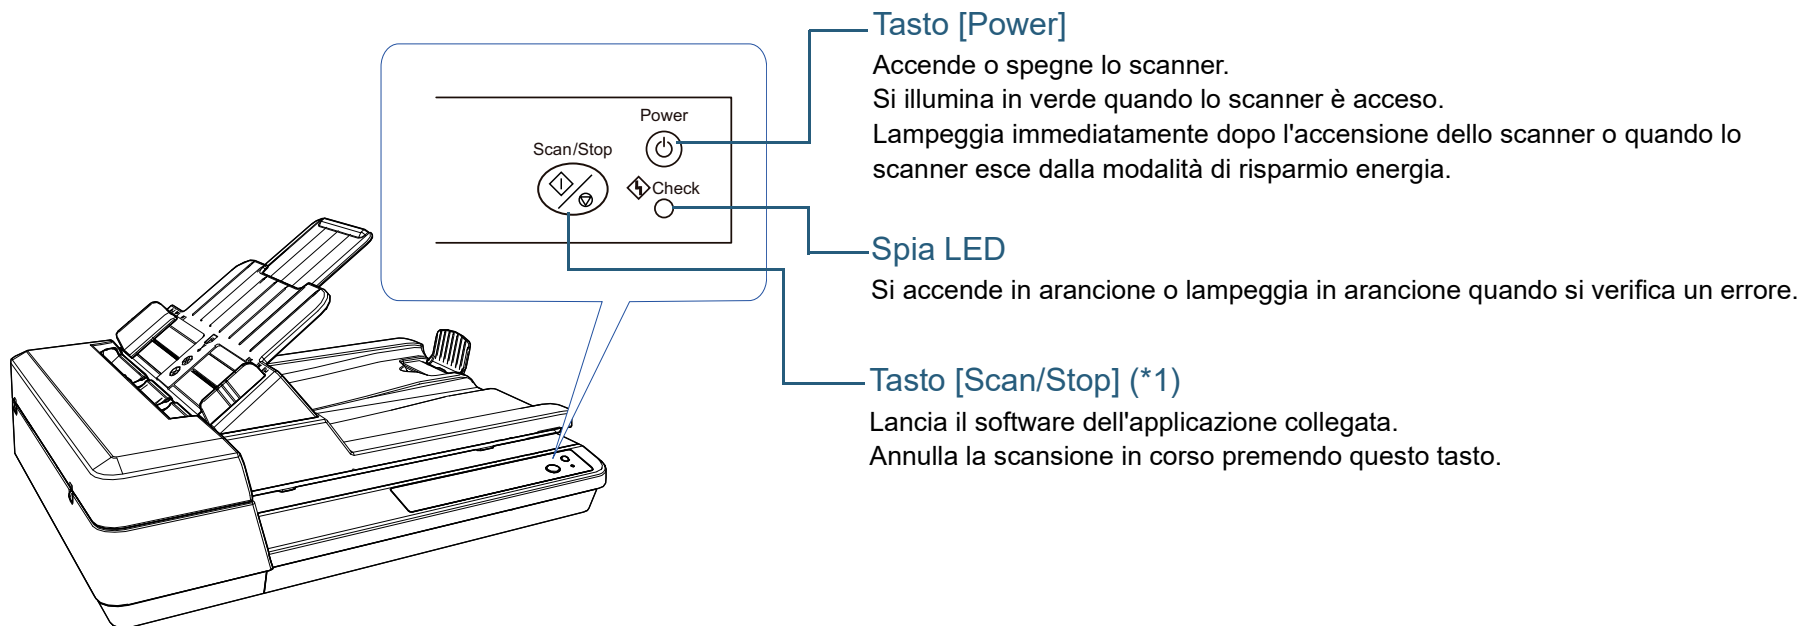 Tasto [Power]
Accende o spegne lo scanner.
Si illumina in verde quando lo scanner è acceso.
Lampeggia immediatamente dopo l'accensione dello scanner o quando lo
scanner esce dalla modalità di risparmio energia.
Power
Scan/Stop
Check
Spia LED
Si accende in arancione o lampeggia in arancione quando si verifica un errore.
Tasto [Scan/Stop] (*1)
Lancia il software dell'applicazione collegata.
Annulla la scansione in corso premendo questo tasto.